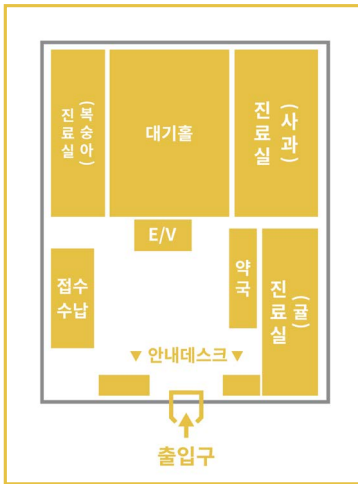 진료실
(복숭아)
대기홀
진료실
(사과)
E/V
접수
수납
약국
진료실
(귤)
▼ 안내데스크 ▼
출입구